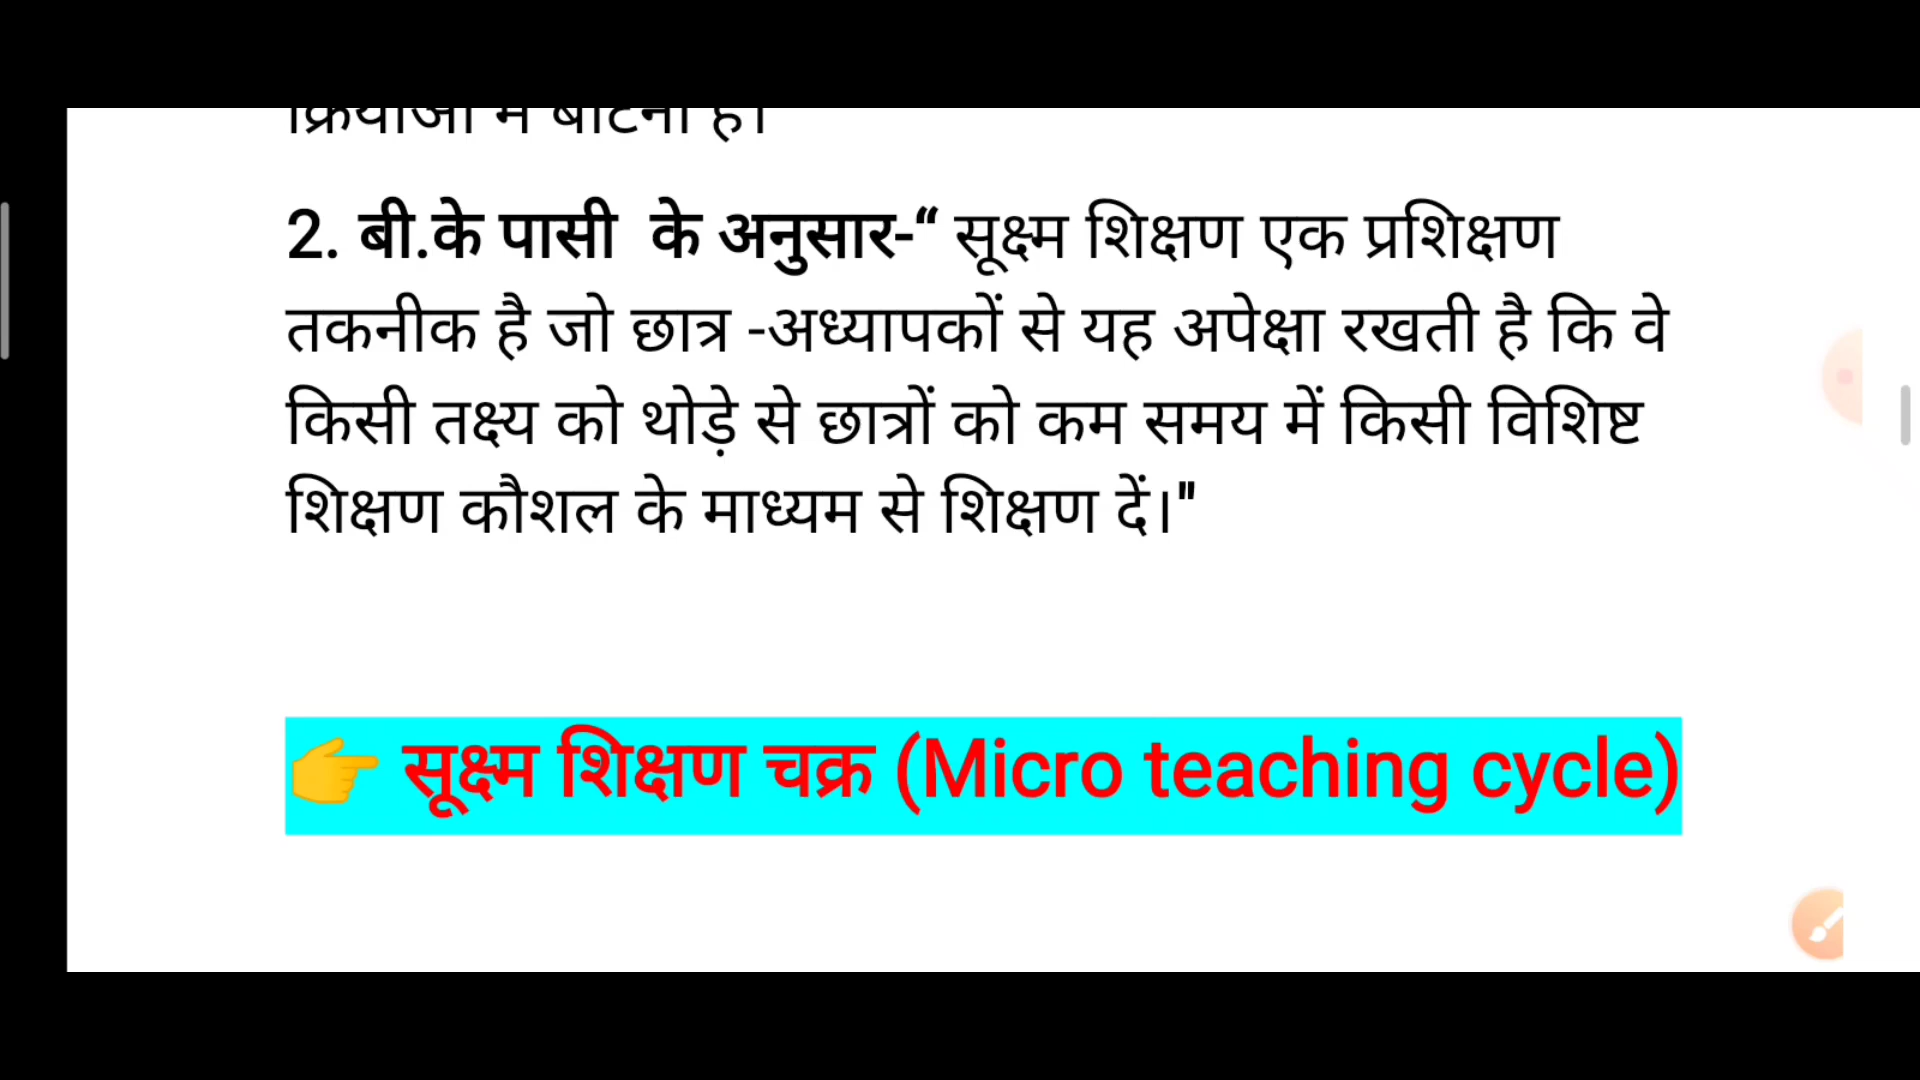 क्रियाओं में बांटना है।
2. बी.के पासी  के अनुसार-“ सूक्ष्म शिक्षण एक प्रशिक्षण
तकनीक है जो छात्र -अध्यापकों से यह अपेक्षा रखती है कि वे
किसी तक्ष्य को थोड़े से छात्रों को कम समय में किसी विशिष्ट
शिक्षण कौशल के माध्यम से शिक्षण दें।"
👉 सूक्ष्म शिक्षण चक्र (Micro teaching cycle)